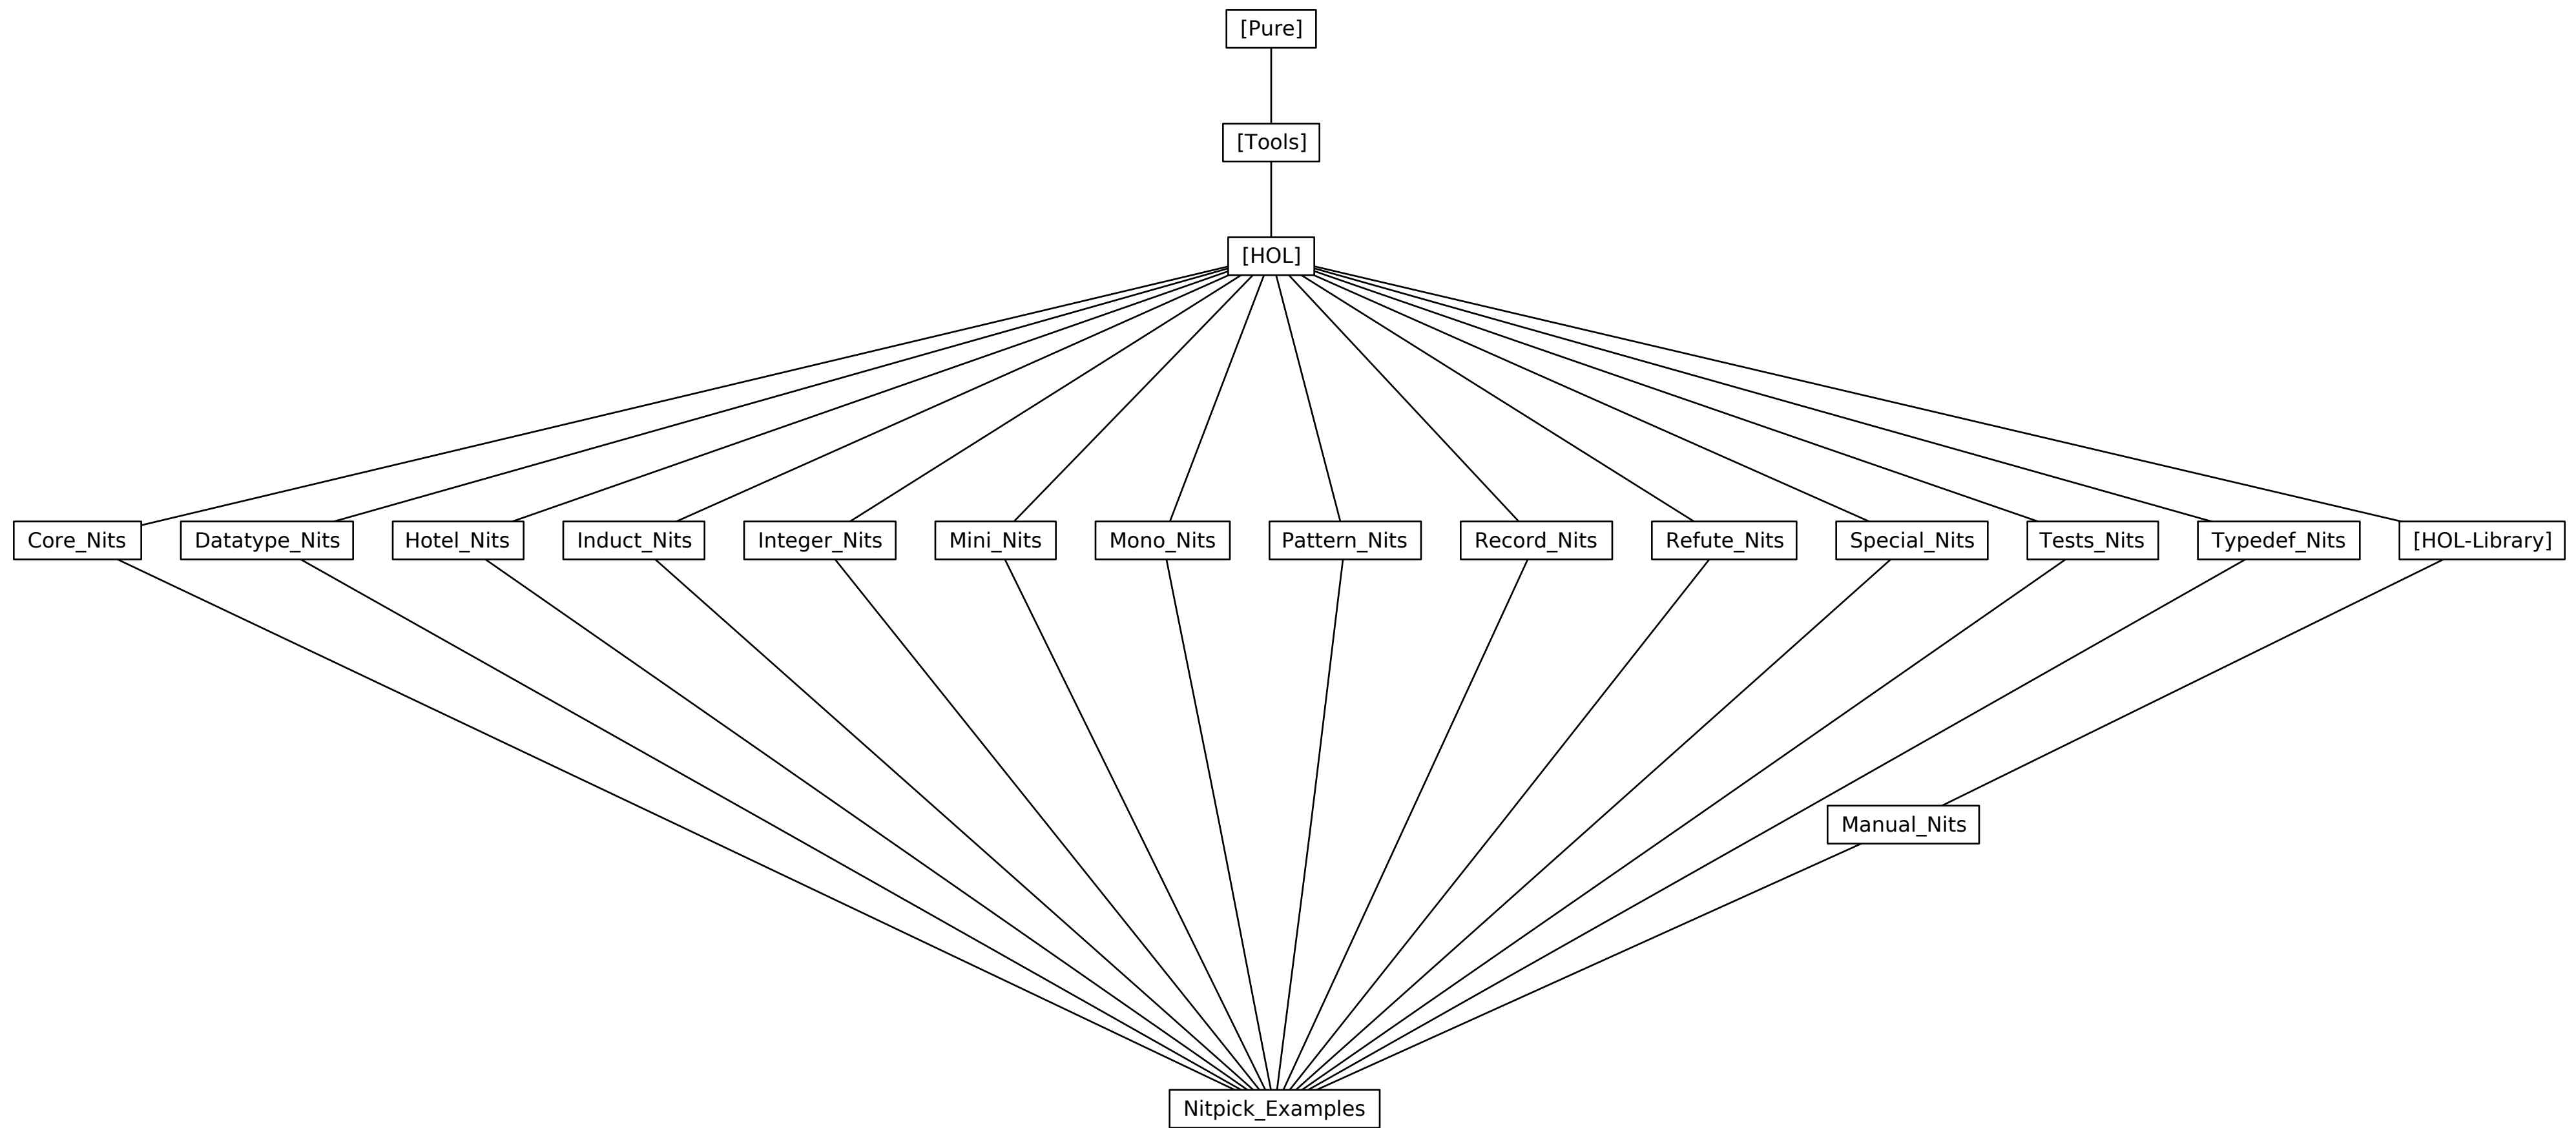 [Pure]
[Tools]
[HOL]
Core_Nits Datatype_Nits Hotel_Nits Induct_Nits Integer_Nits Mini_Nits Mono_Nits Pattern_Nits Record_Nits Refute_Nits Special_Nits Tests_Nits Typedef_Nits [HOL-Library]
Manual_Nits
Nitpick_Examples